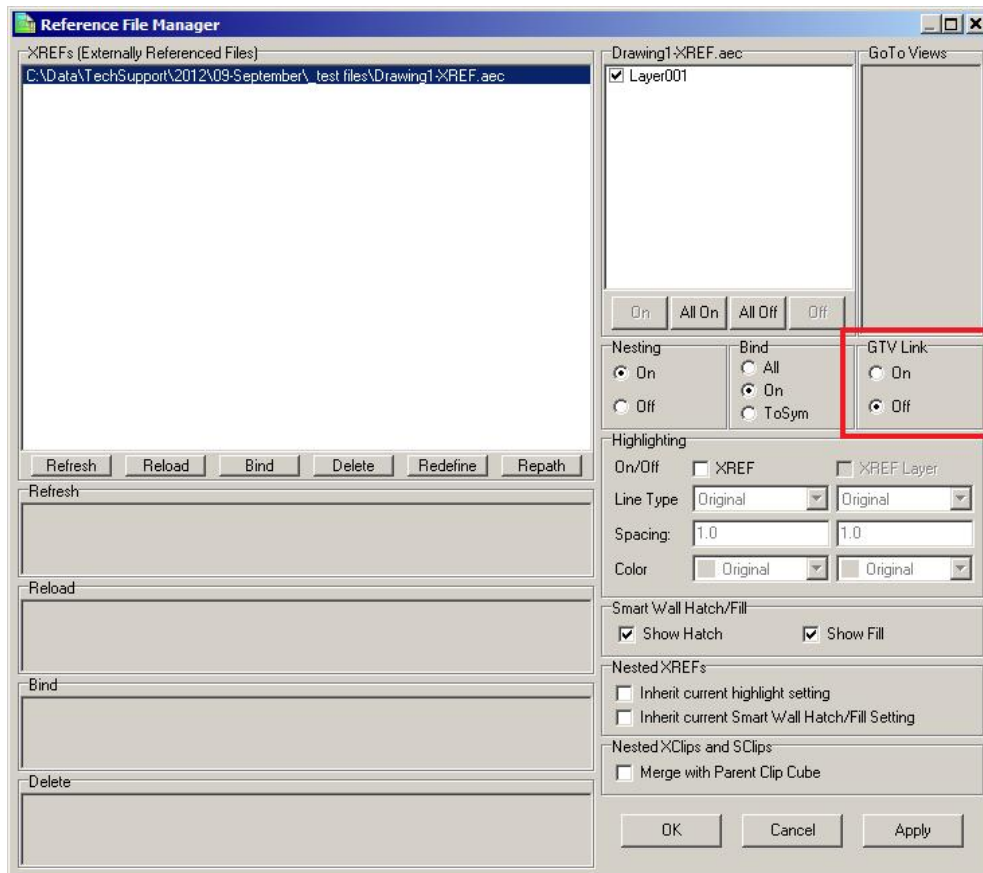 Reference File Manager
XREFs (Externally Referenced Files)
C:\Data\TechSupport\2012\09-September\_test files\Drawing1-XREF.aec
Refresh Reload Bind Delete Redefine Repath
Refresh
Reload
Bind
Delete
Drawing1-XREF.aec
Layer001
On All On All Off Off
GoTo Views
Nesting
On
Off
Bind
All
On
ToSym
GTV Link
On
Off
Highlighting
On/Off XREF XREF Layer
Line Type Original Original
Spacing: 1.0 1.0
Color Original Original
Smart Wall Hatch/Fill
Show Hatch Show Fill
Nested XREFs
Inherit current highlight setting
Inherit current Smart Wall Hatch/Fill Setting
Nested XClips and SClips
Merge with Parent Clip Cube
OK Cancel Apply